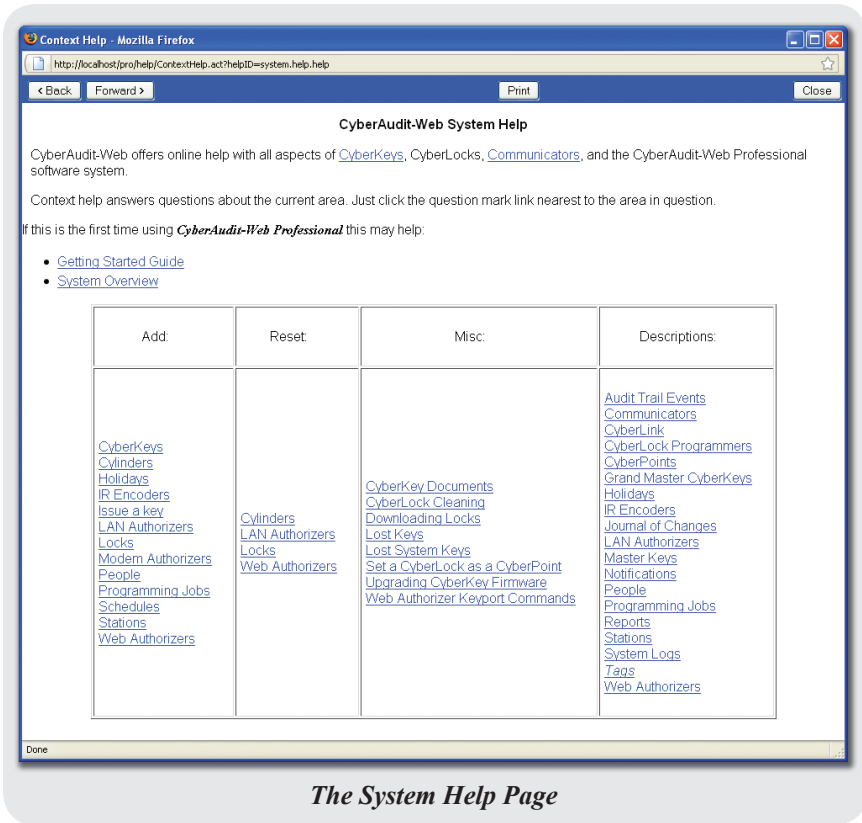 Context Help - Mozilla Firefox
http://localhost/pro/help/ContextHelp.act?helpID=system.help.help
< Back
Forward >
Print
Close
CyberAudit-Web System Help
CyberAudit-Web offers online help with all aspects of CyberKeys, CyberLocks, Communicators, and the CyberAudit-Web Professional
software system.
Context help answers questions about the current area. Just click the question mark link nearest to the area in question.
If this is the first time using CyberAudit-Web Professional this may help:
• Getting Started Guide
• System Overview
Add:
Reset:
Misc:
Descriptions:
CyberKeys
Cylinders
Holidays
IR Encoders
Issue a key
LAN Authorizers
Locks
Modem Authorizers
People
Programming Jobs
Schedules
Stations
Web Authorizers
Cylinders
LAN Authorizers
Locks
Web Authorizers
CyberKey Documents
CyberLock Cleaning
Downloading Locks
Lost Keys
Lost System Keys
Set a CyberLock as a CyberPoint
Upgrading CyberKey Firmware
Web Authorizer Keyport Commands
Audit Trail Events
Communicators
CyberLink
CyberLock Programmers
CyberPoints
Grand Master CyberKeys
Holidays
IR Encoders
Journal of Changes
LAN Authorizers
Master Keys
Notifications
People
Programming Jobs
Reports
Stations
System Logs
Tags
Web Authorizers
Done
The System Help Page